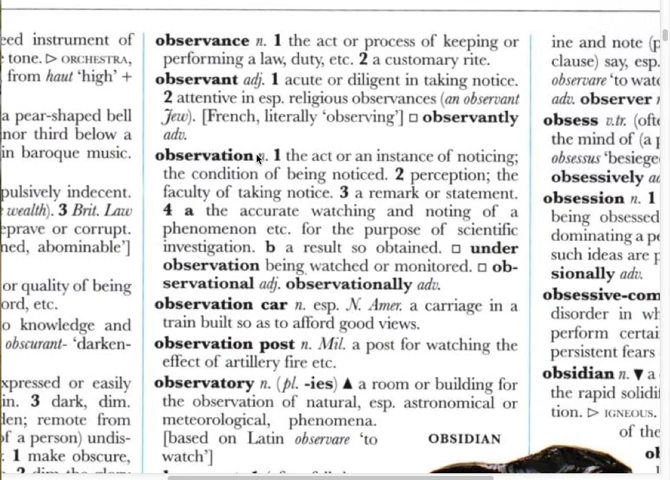 eed instrument of
tone. ▷ ORCHESTRA,
from haut ‘high’ +
a pear-shaped bell
nor third below a
in baroque music.
pulsively indecent.
wealth). 3 Brit. Law
eprave or corrupt.
ned, abominable’]
or quality of being
ord, etc.
o knowledge and
obscurant- ‘darken-
xpressed or easily
in. 3 dark, dim.
len; remote from
of a person) undis-
1 make obscure,
observance n. 1 the act or process of keeping or
performing a law, duty, etc. 2 a customary rite.
observant adj. 1 acute or diligent in taking notice.
2 attentive in esp. religious observances (an observant
Jew). [French, literally ‘observing’] □ observantly
adv.
observation n. 1 the act or an instance of noticing;
the condition of being noticed. 2 perception; the
faculty of taking notice. 3 a remark or statement.
4 a the accurate watching and noting of a
phenomenon etc. for the purpose of scientific
investigation. b a result so obtained. □ under
observation being watched or monitored. □ ob-
servational adj. observationally adv.
observation car n. esp. N. Amer. a carriage in a
train built so as to afford good views.
observation post n. Mil. a post for watching the
effect of artillery fire etc.
observatory n. (pl. -ies) ▲ a room or building for
the observation of natural, esp. astronomical or
meteorological, phenomena.
[based on Latin observare ‘to
watch’]
OBSIDIAN
ine and note (p
clause) say, esp.
observare ‘to wat
adv. observer
obsess v.tr. (oft
the mind of (a p
obsessus ‘besiege
obsessively a
obsession n. 1
being obsessed
dominating a p
such ideas are p
sionally adv.
obsessive-com
disorder in wh
perform certai
persistent fears
obsidian n. ▼ a
the rapid solidi
tion. ▷ IGNEOUS.
of the